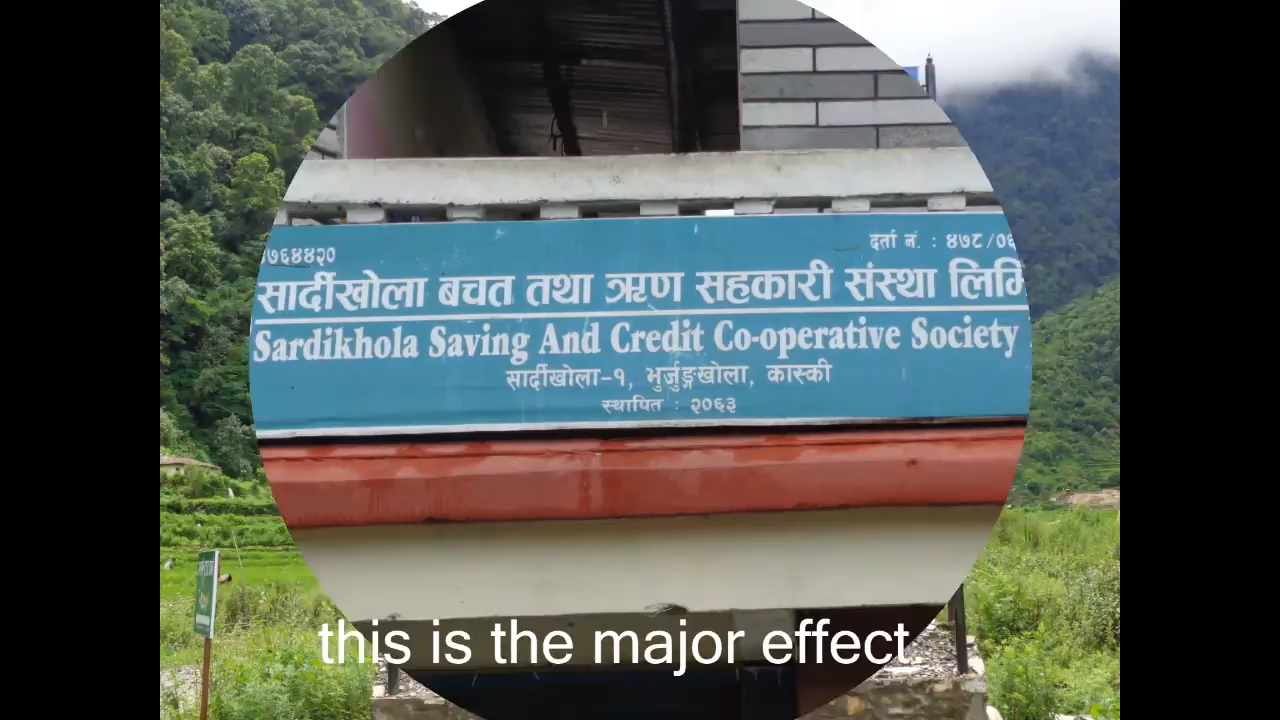 ७६४४२०
दर्ता नं. : ४७८/०६
सार्दीखोला बचत तथा ऋण सहकारी संस्था लिमि
Sardikhola Saving And Credit Co-operative Society
सार्दीखोला-१, भुर्जुङ्गखोला, कास्की
स्थापित : २०६३
this is the major effect.